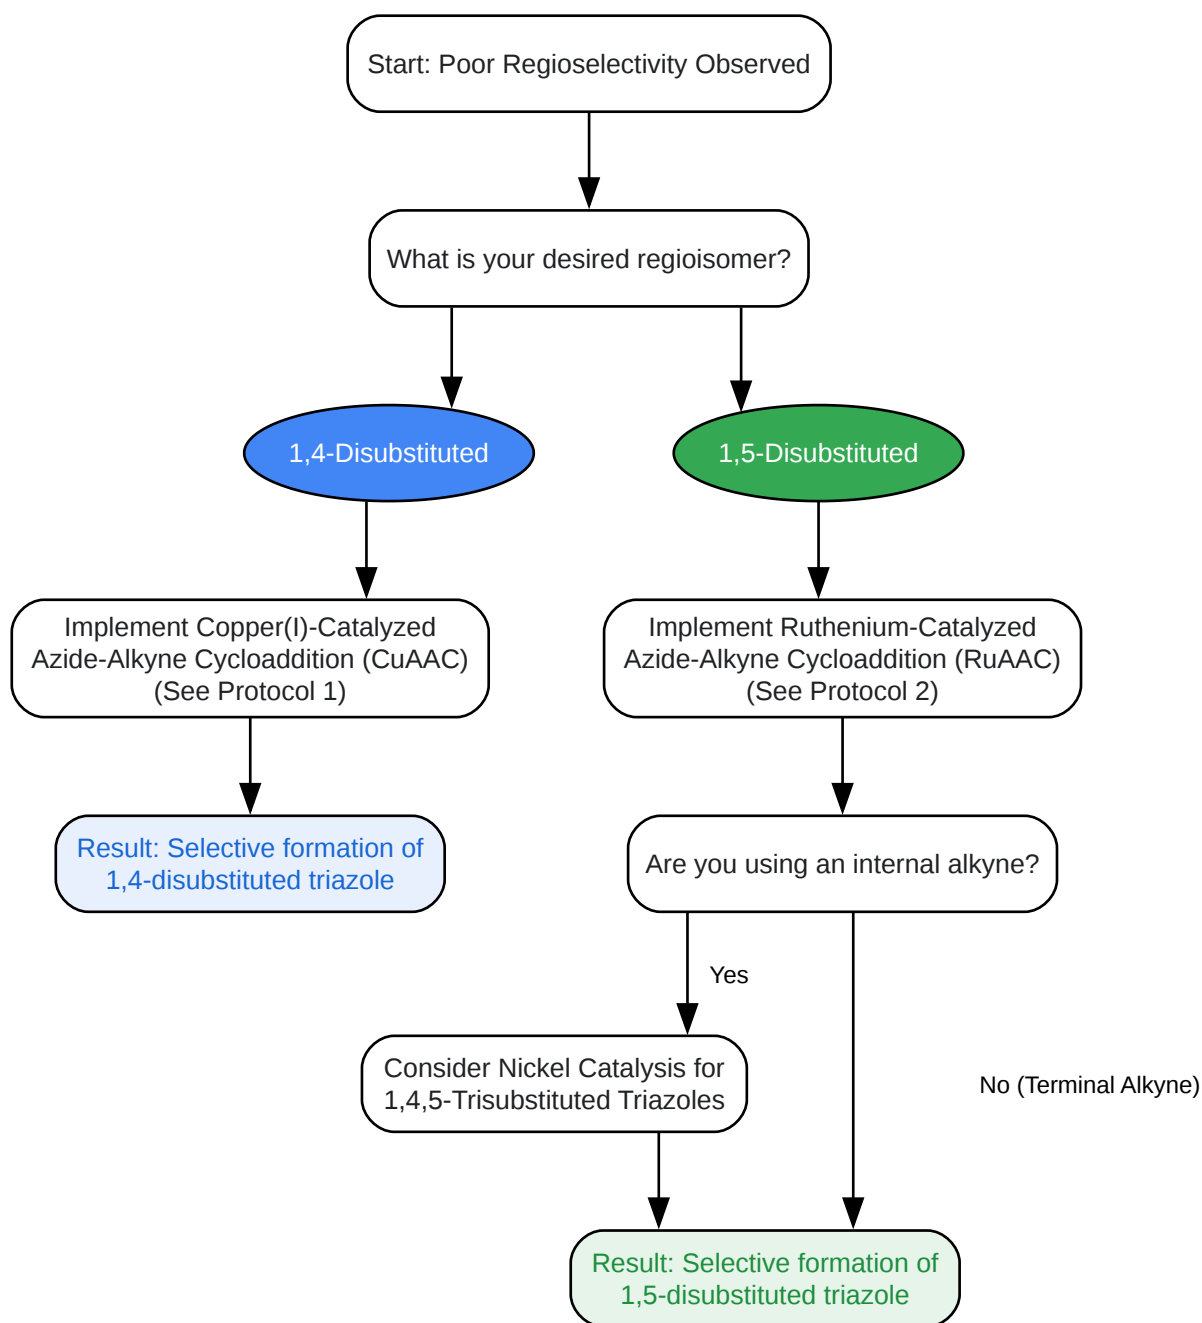 Start: Poor Regioselectivity Observed
What is your desired regioisomer?
1,4-Disubstituted
1,5-Disubstituted
Implement Copper(I)-Catalyzed
Azide-Alkyne Cycloaddition (CuAAC)
(See Protocol 1)
Implement Ruthenium-Catalyzed
Azide-Alkyne Cycloaddition (RuAAC)
(See Protocol 2)
Result: Selective formation of
1,4-disubstituted triazole
Are you using an internal alkyne?
Yes
Consider Nickel Catalysis for
1,4,5-Trisubstituted Triazoles
No (Terminal Alkyne)
Result: Selective formation of
1,5-disubstituted triazole